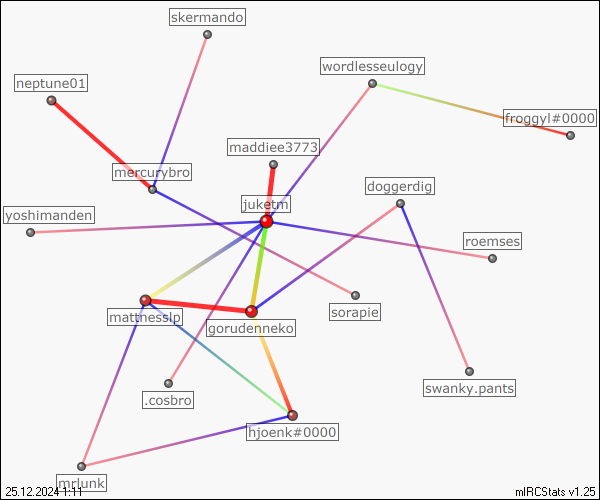 skermando
wordlesseulogy
neptune01
froggyl#0000
maddiee3773
mercurybro
doggerdig
juketm
yoshimanden
roemses
sorapie
mattnesslp
gorudenneko
swanky.pants
.cosbro
hjoenk#0000
mrlunk
25.12.2024 1:11
mIRCStats v1.25